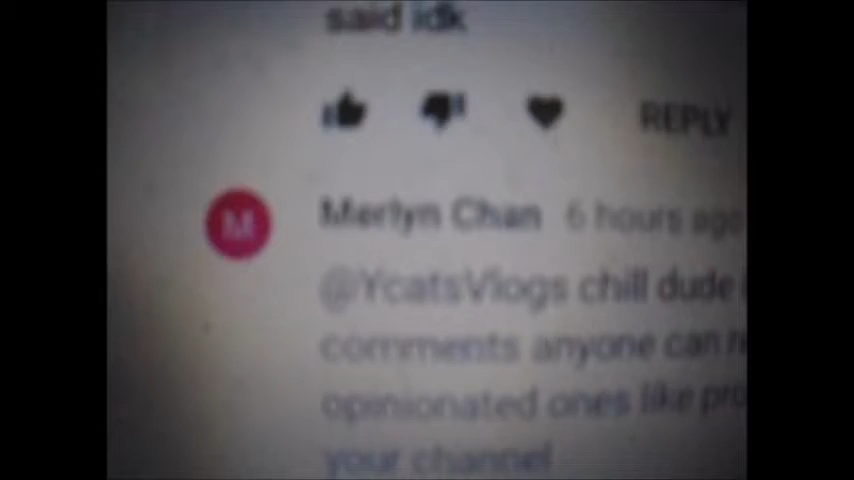 said idk
REPLY
M
Merlyn Chan 6 hours ago
@YcatsVlogs chill dude
comments anyone can
opinionated ones like
your channel